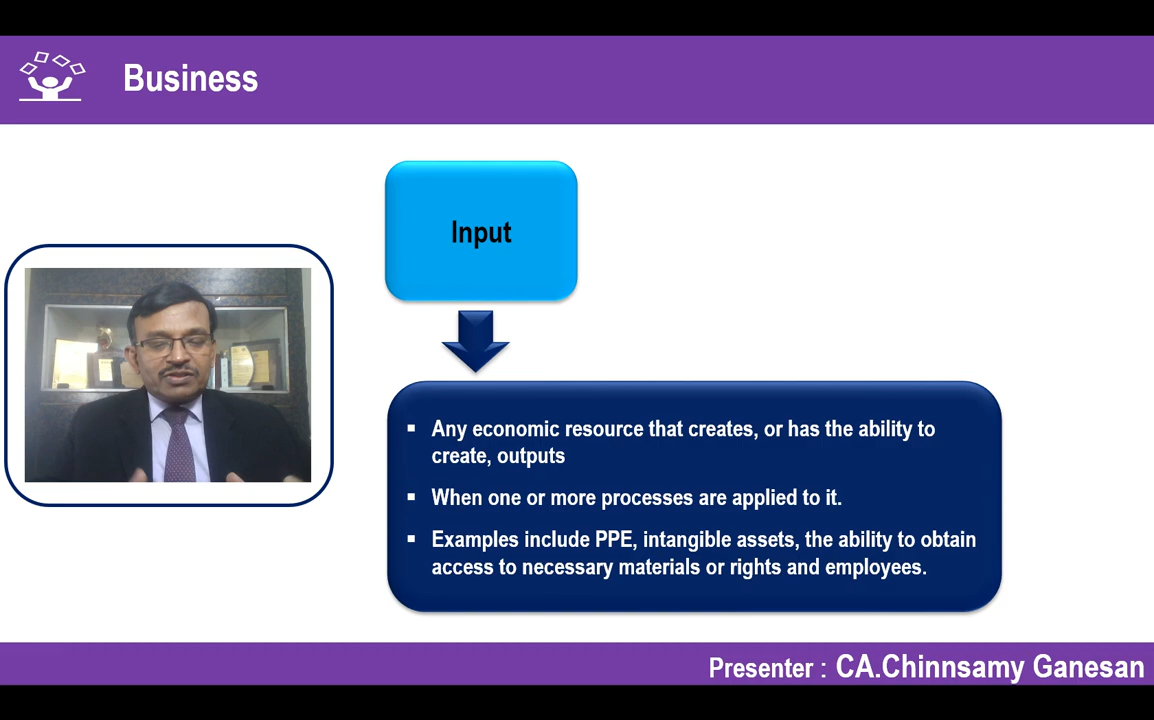 Business
Input
Any economic resource that creates, or has the ability to
create, outputs
When one or more processes are applied to it.
Examples include PPE, intangible assets, the ability to obtain
access to necessary materials or rights and employees.
Presenter : CA.Chinnsamy Ganesan